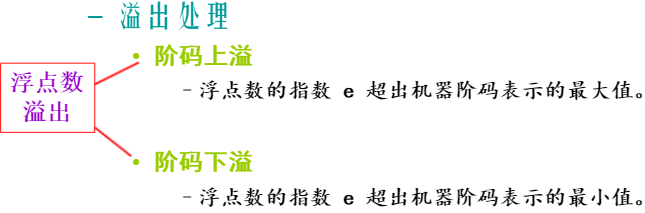 – 溢出处理
• 阶码上溢
浮点数
溢出
– 浮点数的指数 e 超出机器阶码表示的最大值。
• 阶码下溢
– 浮点数的指数 e 超出机器阶码表示的最小值。